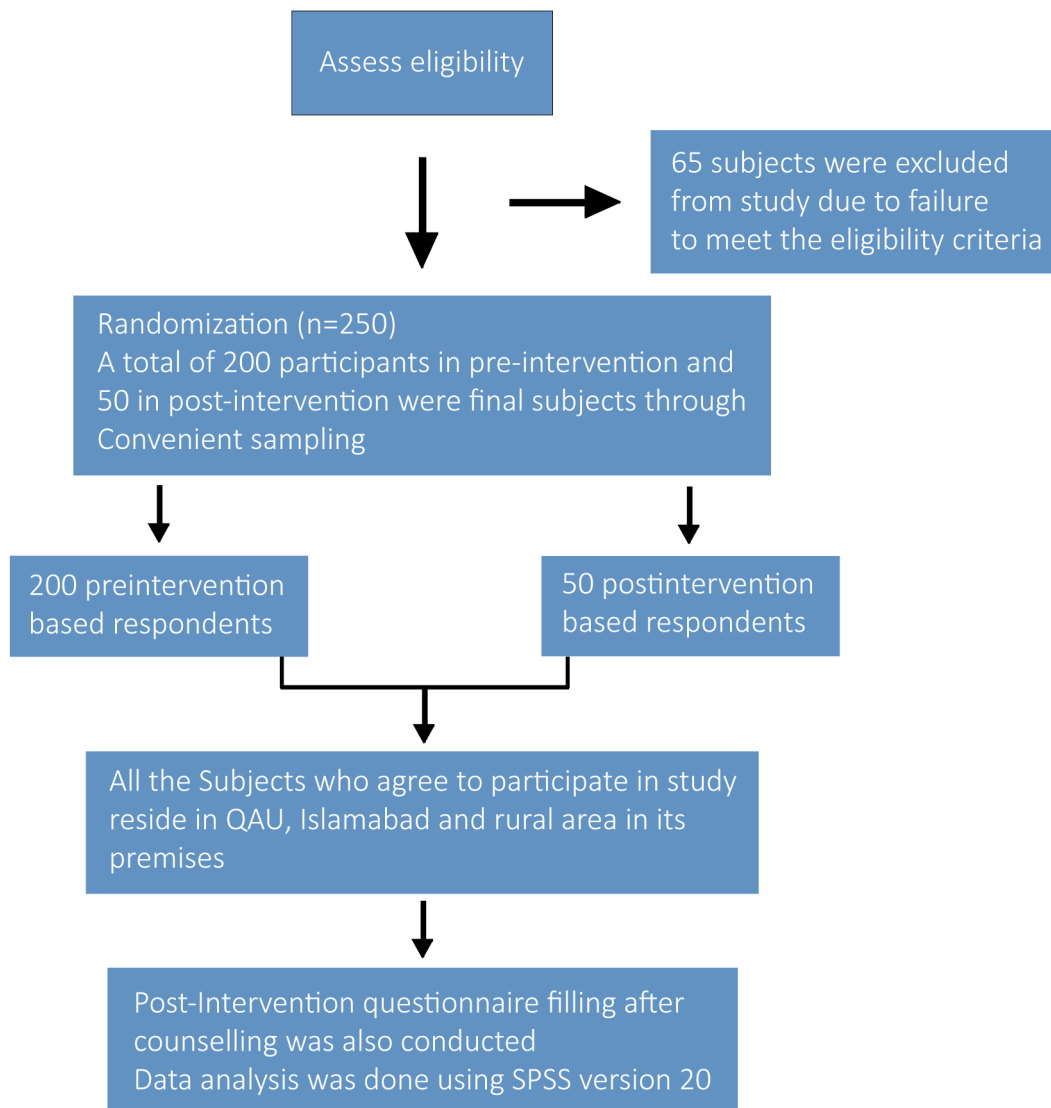 Assess eligibility
65 subjects were excluded
from study due to failure
to meet the eligibility criteria
Randomization (n=250)
A total of 200 participants in pre-intervention and
50 in post-intervention were final subjects through
Convenient sampling
200 preintervention
based respondents
50 postintervention
based respondents
All the Subjects who agree to participate in study
reside in QAU, Islamabad and rural area in its
premises
Post-Intervention questionnaire filling after
counselling was also conducted
Data analysis was done using SPSS version 20